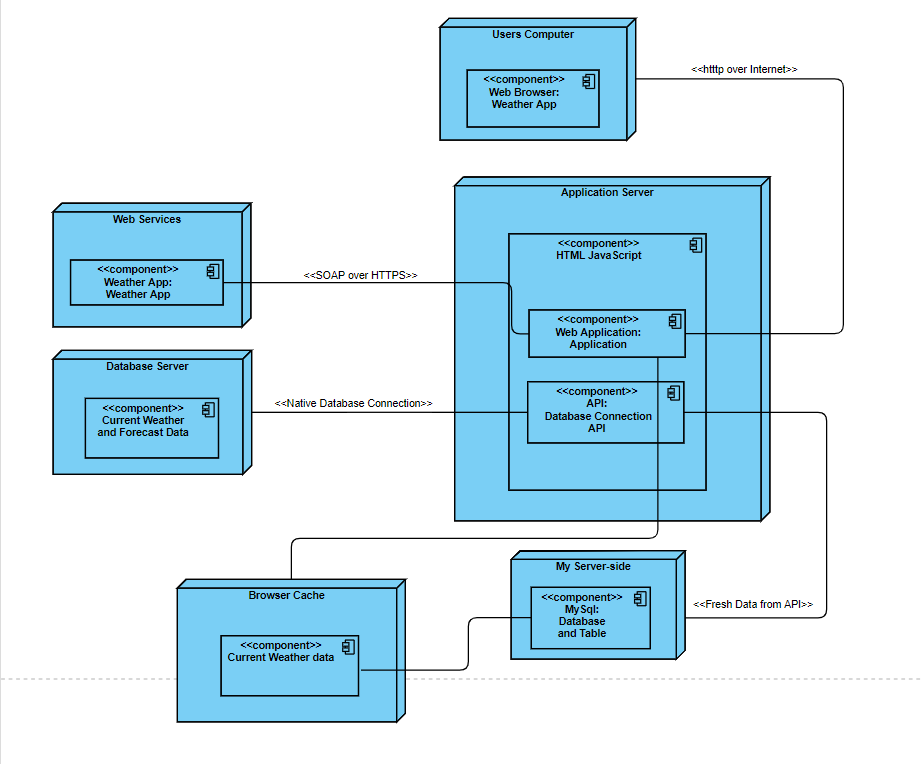 Users Computer
<<component>>
Web Browser:
Weather App
<<htttp over Internet>>
Application Server
<<component>>
HTML JavaScript
<<component>>
Web Application:
Application
<<component>>
API:
Database Connection
API
Web Services
<<component>>
Weather App:
Weather App
<<SOAP over HTTPS>>
Database Server
<<component>>
Current Weather
and Forecast Data
<<Native Database Connection>>
My Server-side
<<component>>
MySql:
Database
and Table
<<Fresh Data from API>>
Browser Cache
<<component>>
Current Weather data